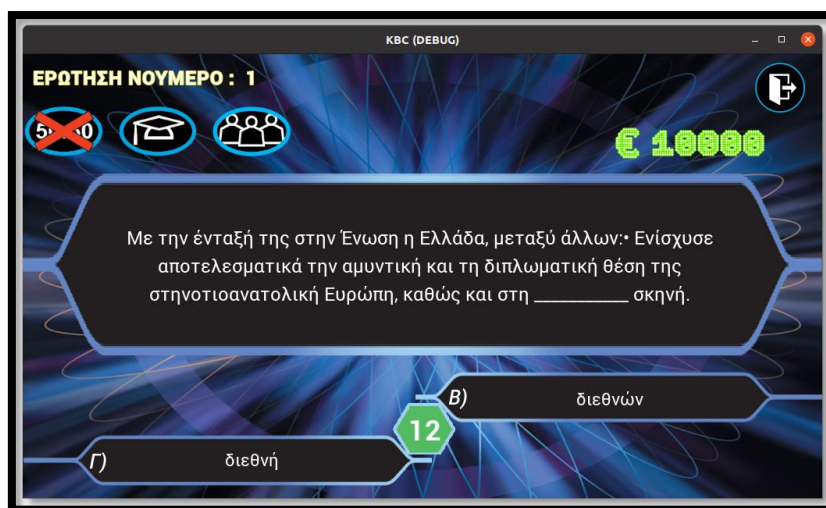 KBC (DEBUG)
ΕΡΩΤΗΣΗ ΝΟΥΜΕΡΟ : 1
€ 10000
Με την ένταξή της στην Ένωση η Ελλάδα, μεταξύ άλλων:• Ενίσχυσε
αποτελεσματικά την αμυντική και τη διπλωματική θέση της
στηνοτιοανατολική Ευρώπη, καθώς και στη ___________ σκηνή.
Β) διεθνών
12
Γ) διεθνή